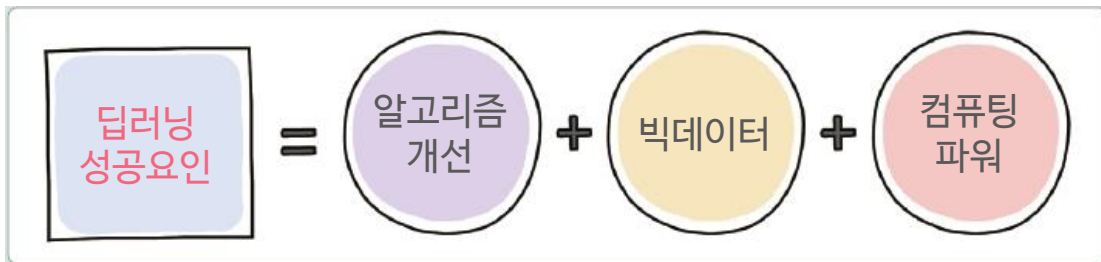 딥러닝
성공요인
=
알고리즘
개선
+
빅데이터
+
컴퓨팅
파워